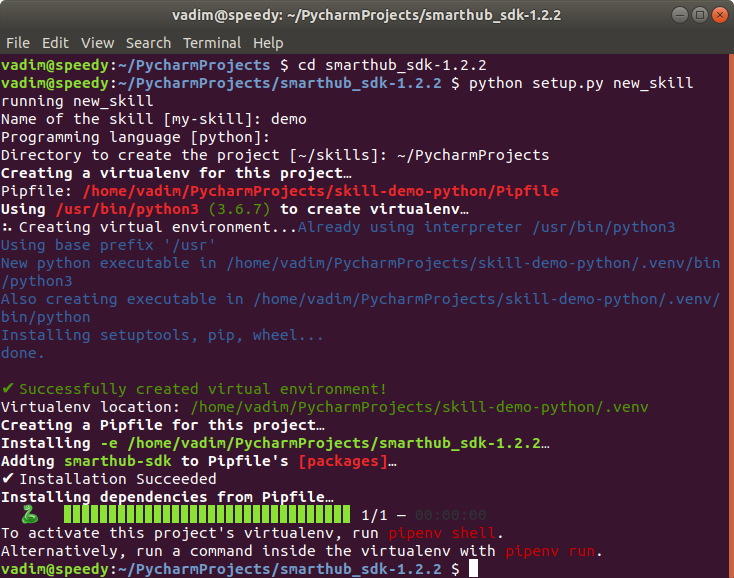 vadim@speedy: ~/PycharmProjects/smarthub_sdk-1.2.2
File Edit View Search Terminal Help
vadim@speedy:~/PycharmProjects $ cd smarthub_sdk-1.2.2
vadim@speedy:~/PycharmProjects/smarthub_sdk-1.2.2 $ python setup.py new_skill
running new_skill
Name of the skill [my-skill]: demo
Programming language [python]:
Directory to create the project [~/skills]: ~/PycharmProjects
Creating a virtualenv for this project…
Pipfile: /home/vadim/PycharmProjects/skill-demo-python/Pipfile
Using /usr/bin/python3 (3.6.7) to create virtualenv…
⠦ Creating virtual environment...Already using interpreter /usr/bin/python3
Using base prefix '/usr'
New python executable in /home/vadim/PycharmProjects/skill-demo-python/.venv/bin
/python3
Also creating executable in /home/vadim/PycharmProjects/skill-demo-python/.venv/
bin/python
Installing setuptools, pip, wheel...
done.
✔ Successfully created virtual environment!
Virtualenv location: /home/vadim/PycharmProjects/skill-demo-python/.venv
Creating a Pipfile for this project…
Installing -e /home/vadim/PycharmProjects/smarthub_sdk-1.2.2…
Adding smarthub-sdk to Pipfile's [packages]…
✔ Installation Succeeded
Installing dependencies from Pipfile…
1/1 — 00:00:00
To activate this project's virtualenv, run pipenv shell.
Alternatively, run a command inside the virtualenv with pipenv run.
vadim@speedy:~/PycharmProjects/smarthub_sdk-1.2.2 $